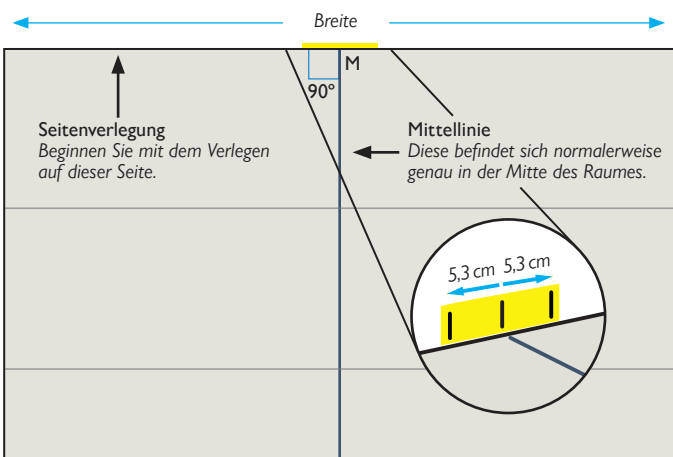 Breite
M
90°
Seitenverlegung
Beginnen Sie mit dem Verlegen
auf dieser Seite.
Mittellinie
Diese befindet sich normalerweise
genau in der Mitte des Raumes.
5,3 cm 5,3 cm